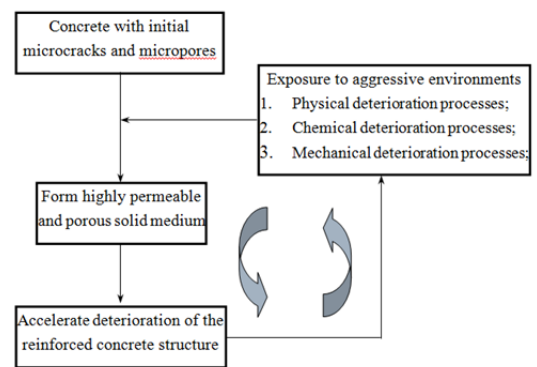 Concrete with initial
microcracks and micropores
Exposure to aggressive environments
1. Physical deterioration processes;
2. Chemical deterioration processes;
3. Mechanical deterioration processes;
Form highly permeable
and porous solid medium
Accelerate deterioration of the
reinforced concrete structure